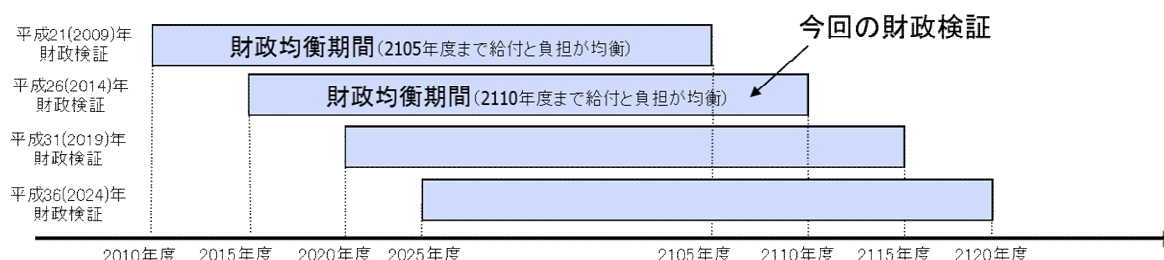 今回の財政検証
平成21(2009)年
財政検証
財政均衡期間(2105年度まで給付と負担が均衡)
平成26(2014)年
財政検証
財政均衡期間(2110年度まで給付と負担が均衡)
平成31(2019)年
財政検証
平成36(2024)年
財政検証
2010年度 2015年度 2020年度 2025年度 2105年度 2110年度 2115年度 2120年度